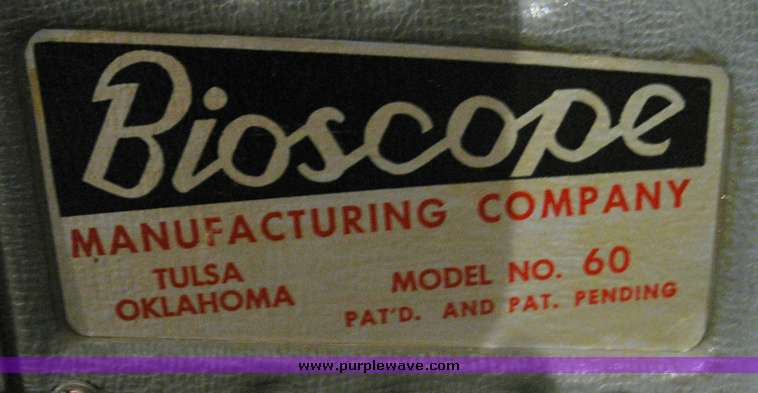 Bioscope
MANUFACTURING COMPANY
TULSA
OKLAHOMA
MODEL NO. 60
PAT'D. AND PAT. PENDING
www.purplewave.com